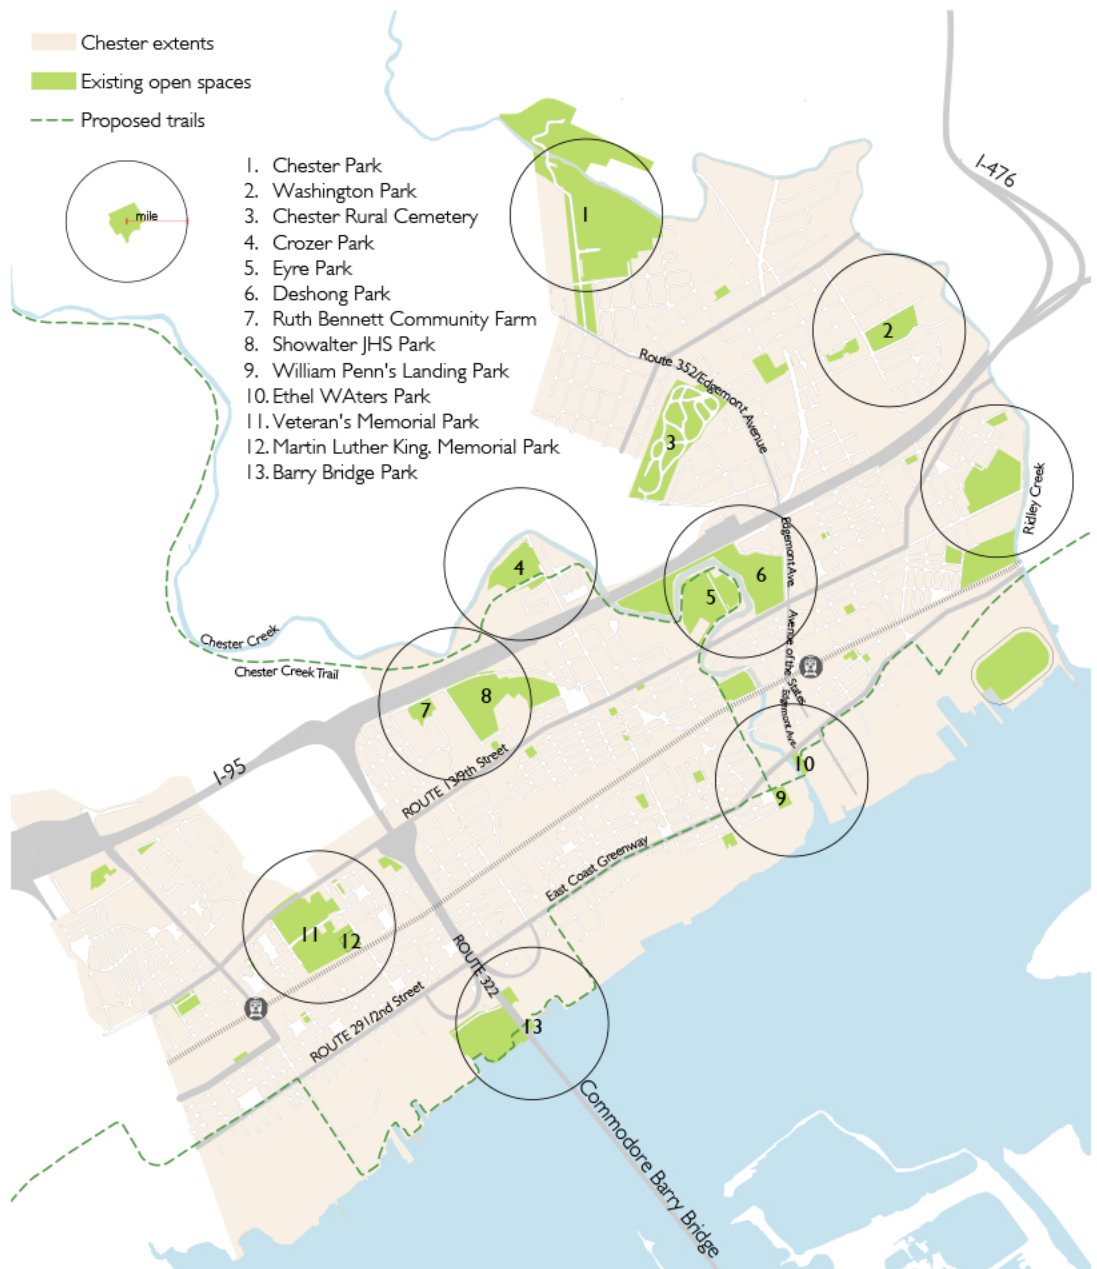 Chester extents
Existing open spaces
Proposed trails
mile
1. Chester Park
2. Washington Park
3. Chester Rural Cemetery
4. Crozer Park
5. Eyre Park
6. Deshong Park
7. Ruth Bennett Community Farm
8. Showalter JHS Park
9. William Penn's Landing Park
10. Ethel WAters Park
11. Veteran's Memorial Park
12. Martin Luther King. Memorial Park
13. Barry Bridge Park
I-476
1
2
Route 352/Edgemont Avenue
3
Ridley Creek
Edgemont Ave.
4
6
5
Avenue of the States
Chester Creek
Chester Creek Trail
8
7
Edgemont Ave.
I-95
ROUTE 13/9th Street
10
9
East Coast Greenway
11
12
ROUTE 322
ROUTE 291/2nd Street
13
Commodore Barry Bridge